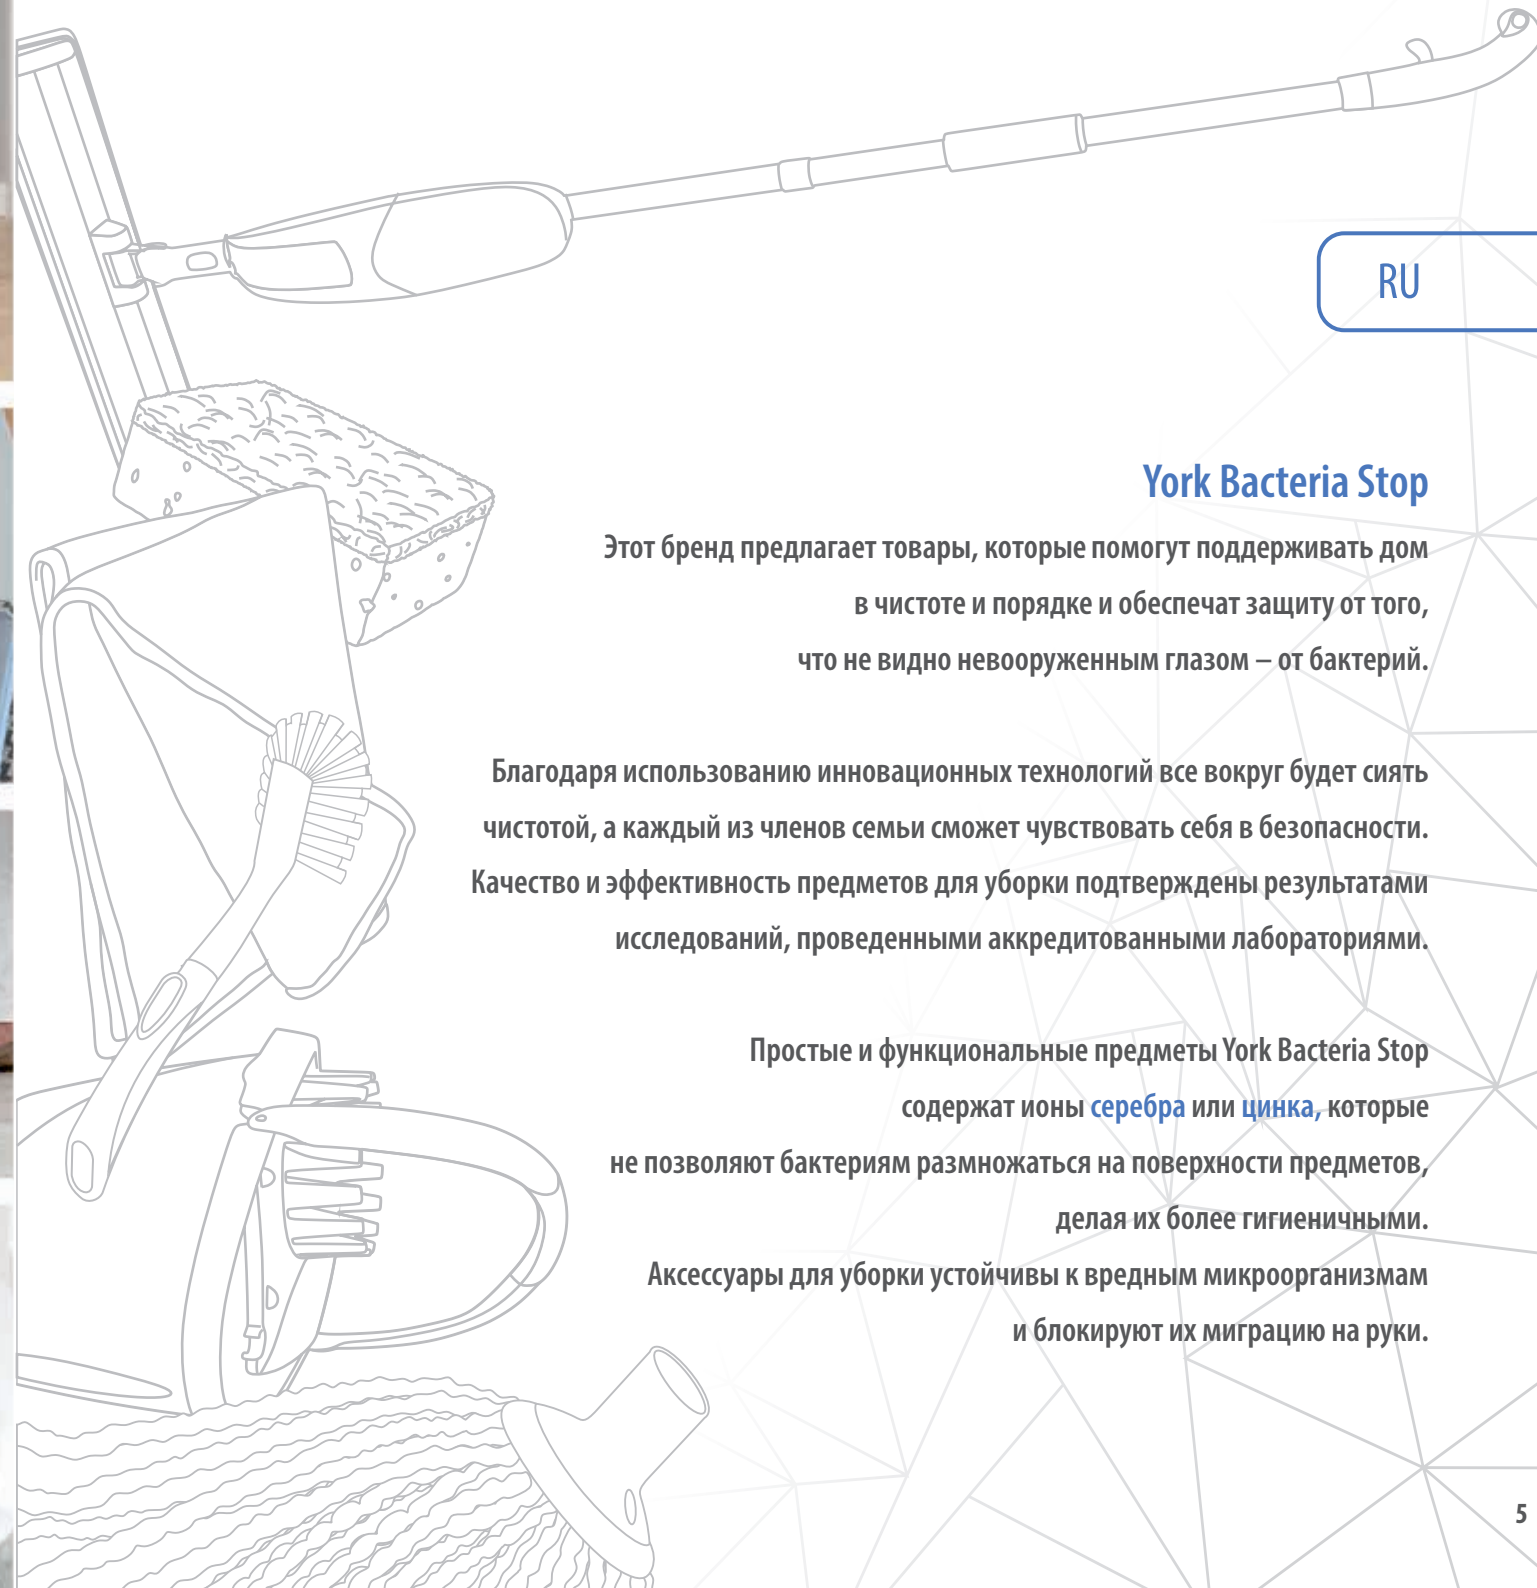 RU
York Bacteria Stop
Этот бренд предлагает товары, которые помогут поддерживать дом
в чистоте и порядке и обеспечат защиту от того,
что не видно невооруженным глазом – от бактерий.
Благодаря использованию инновационных технологий все вокруг будет сиять
чистотой, а каждый из членов семьи сможет чувствовать себя в безопасности.
Качество и эффективность предметов для уборки подтверждены результатами
исследований, проведенными аккредитованными лабораториями.
Простые и функциональные предметы York Bacteria Stop
содержат ионы серебра или цинка, которые
не позволяют бактериям размножаться на поверхности предметов,
делая их более гигиеничными.
Аксессуары для уборки устойчивы к вредным микроорганизмам
и блокируют их миграцию на руки.
5